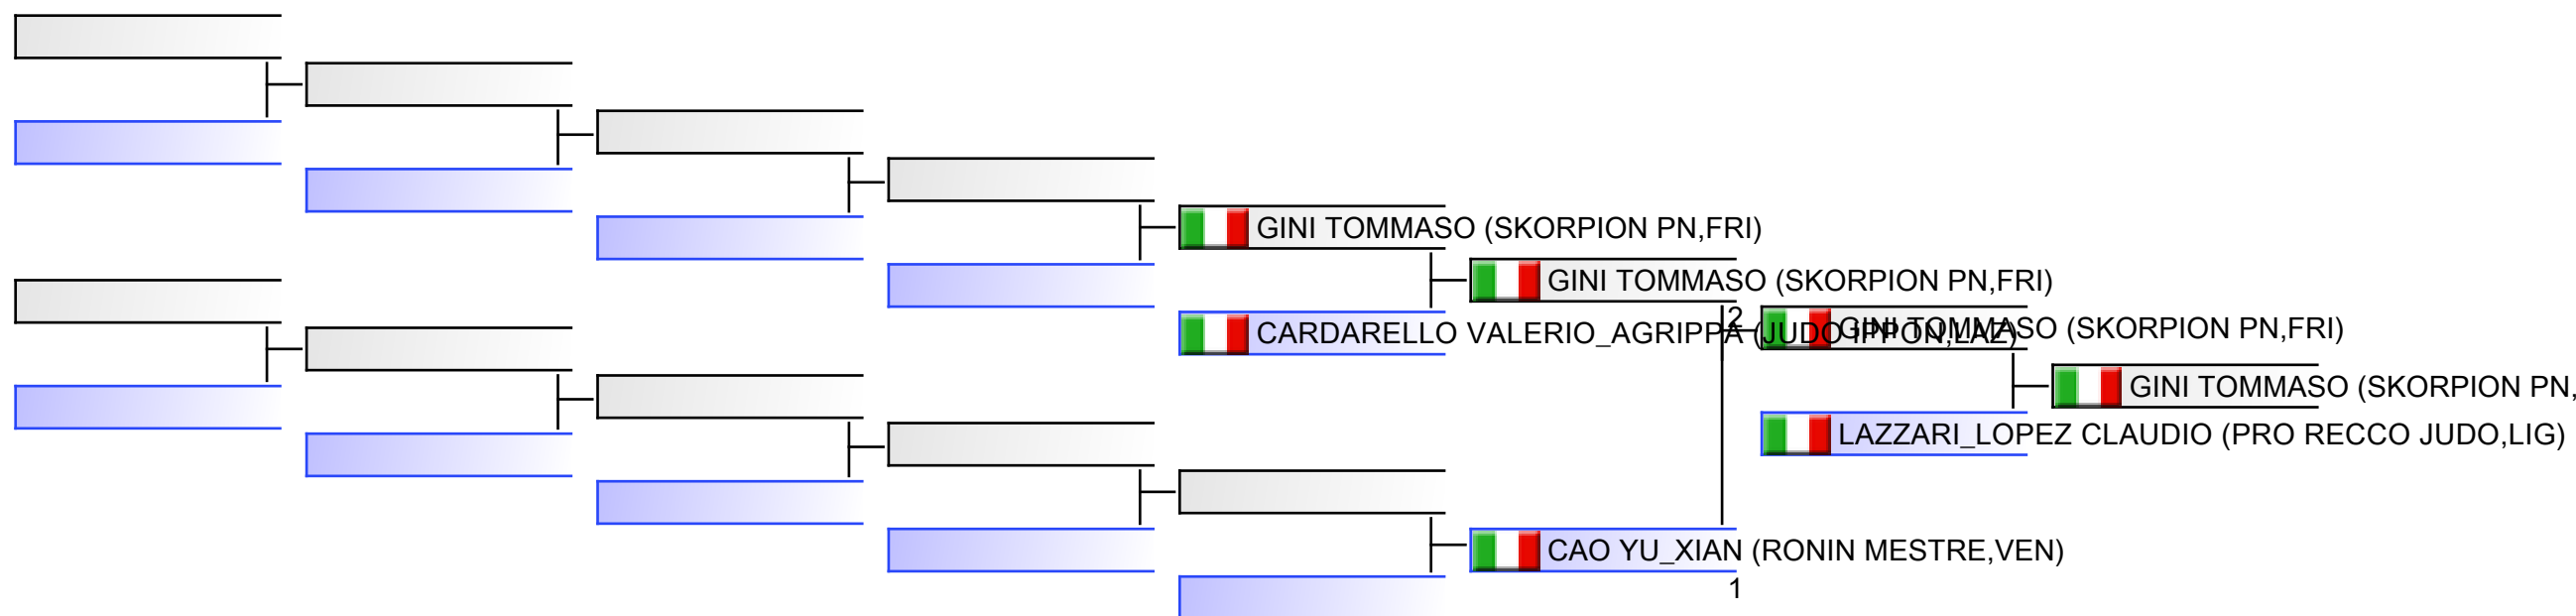 GINI TOMMASO (SKORPION PN,FRI)
GINI TOMMASO (SKORPION PN,FRI)
2
GINI TOMMASO (SKORPION PN,FRI)
CARDARELLO VALERIO_AGRIPPA (JUDO IPPON,LAZ)
GINI TOMMASO (SKORPION PN,
LAZZARI_LOPEZ CLAUDIO (PRO RECCO JUDO,LIG)
CAO YU_XIAN (RONIN MESTRE,VEN)
1